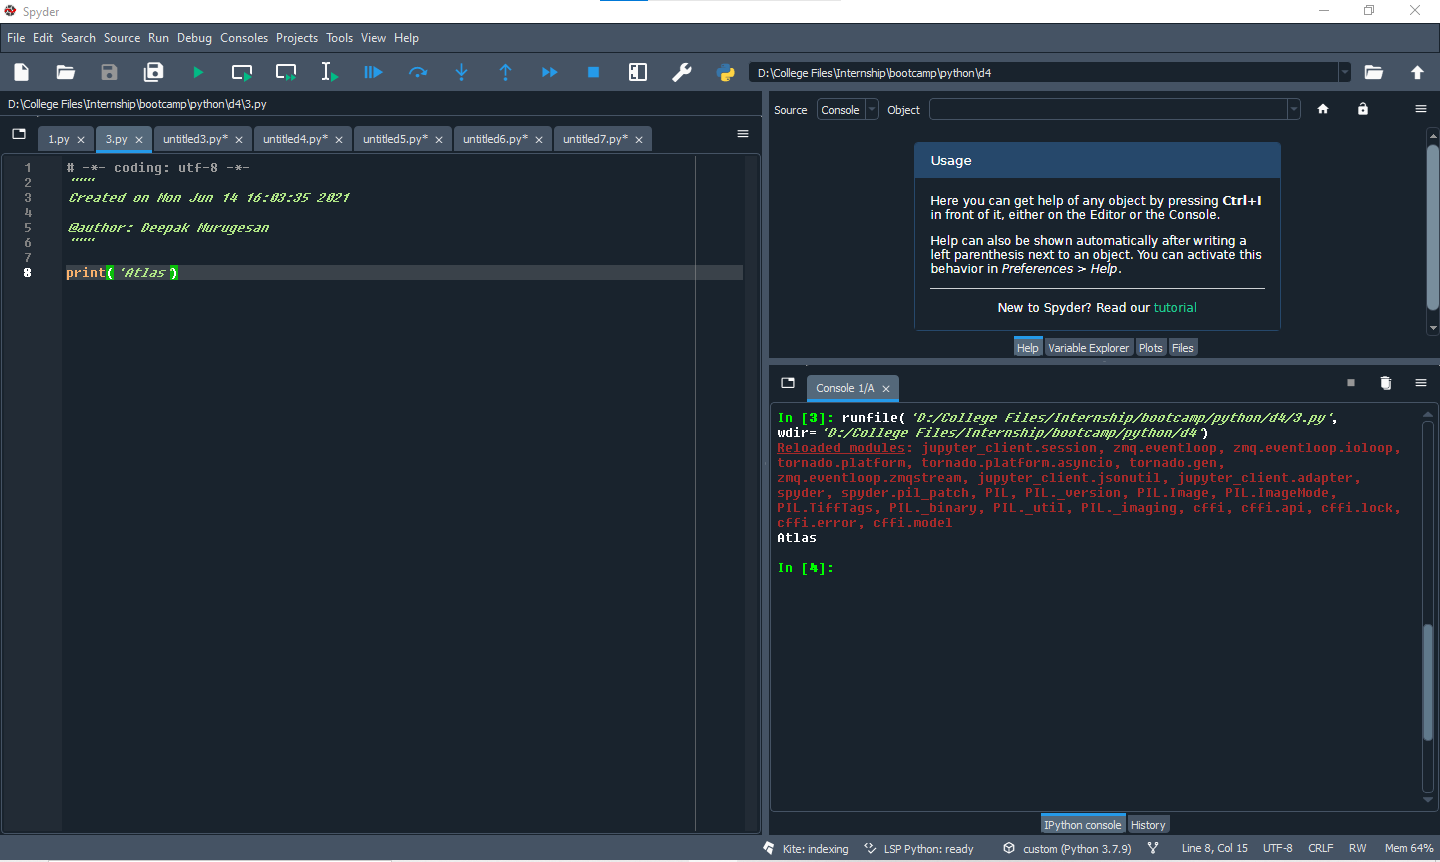 Spyder
File Edit Search Source Run Debug Consoles Projects Tools View Help
D:\College Files\Internship\bootcamp\python\d4
D:\College Files\Internship\bootcamp\python\d4\3.py
1.py 3.py untitled3.py* untitled4.py* untitled5.py* untitled6.py* untitled7.py*
1 # -*- coding: utf-8 -*-
2 """
3 Created on Mon Jun 14 16:03:35 2021
4
5 @author: Deepak Murugesan
6 """
7
8 print('Atlas')
Source Console Object
Usage
Here you can get help of any object by pressing Ctrl+I
in front of it, either on the Editor or the Console.
Help can also be shown automatically after writing a
left parenthesis next to an object. You can activate this
behavior in Preferences > Help.
New to Spyder? Read our tutorial
Help Variable Explorer Plots Files
Console 1/A
In [3]: runfile('D:/College Files/Internship/bootcamp/python/d4/3.py',
wdir='D:/College Files/Internship/bootcamp/python/d4')
Reloaded modules: jupyter_client.session, zmq.eventloop, zmq.eventloop.ioloop,
tornado.platform, tornado.platform.asyncio, tornado.gen,
zmq.eventloop.zmqstream, jupyter_client.jsonutil, jupyter_client.adapter,
spyder, spyder.pil_patch, PIL, PIL._version, PIL.Image, PIL.ImageMode,
PIL.TiffTags, PIL._binary, PIL._util, PIL._imaging, cffi, cffi.api, cffi.lock,
cffi.error, cffi.model
Atlas
In [4]:
IPython console History
Kite: indexing LSP Python: ready custom (Python 3.7.9) Line 8, Col 15 UTF-8 CRLF RW Mem 64%